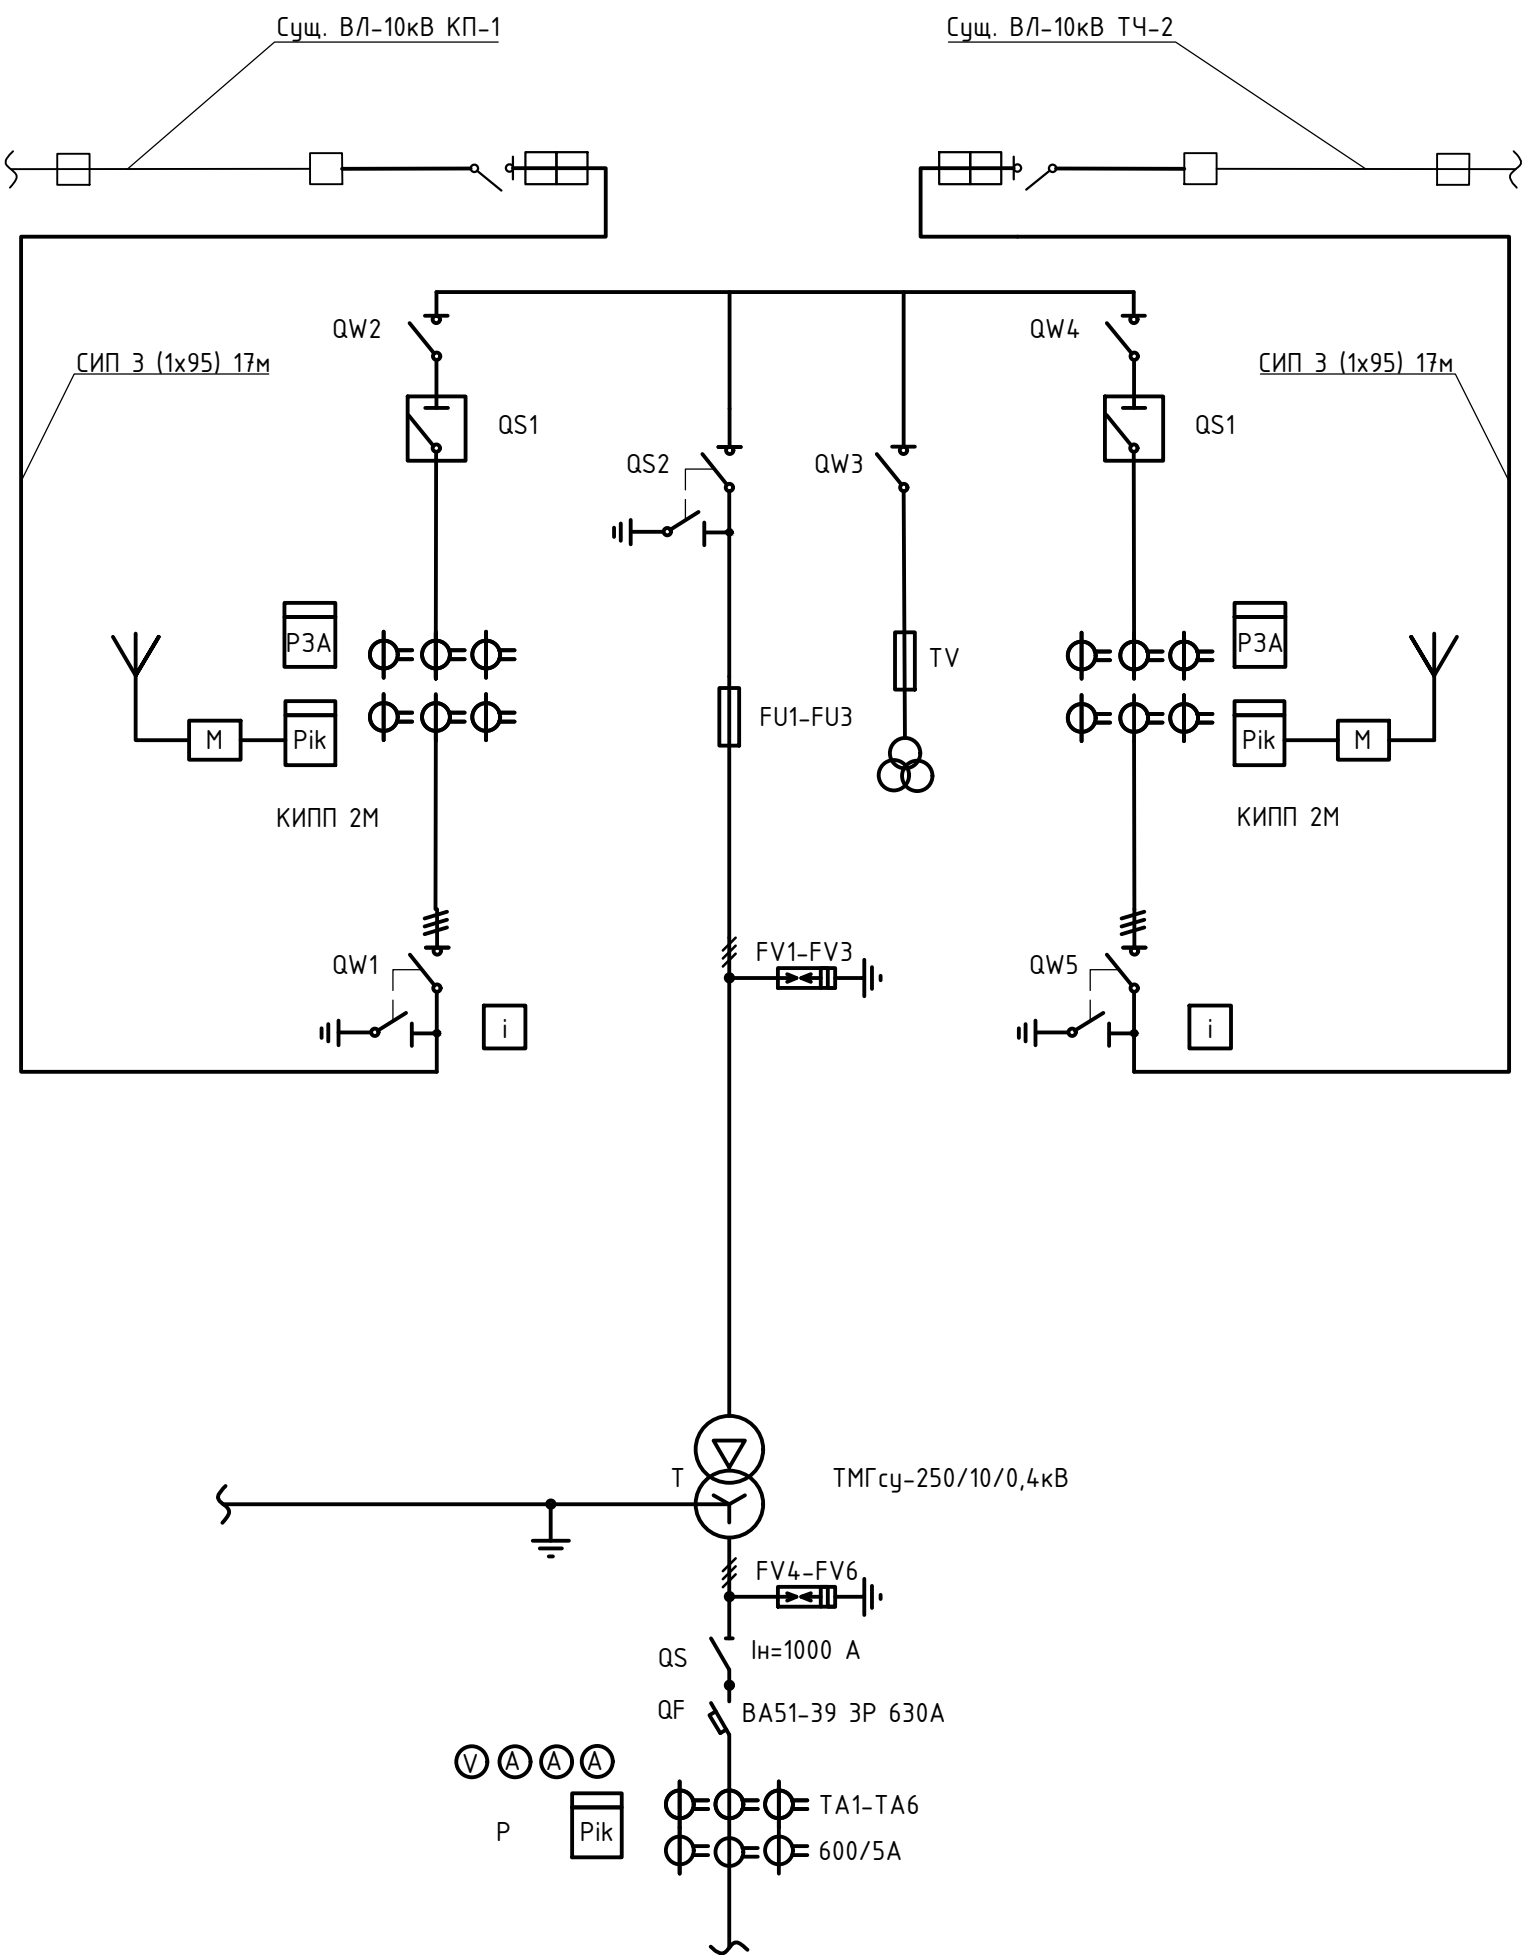 Сущ. ВЛ-10кВ КП-1
Сущ. ВЛ-10кВ ТЧ-2
QW2
QW4
СИП 3 (1х95) 17м
СИП 3 (1х95) 17м
QS1
QS1
QS2
QW3
РЗА
РЗА
TV
FU1-FU3
М
Pik
Pik
М
КИПП 2М
КИПП 2М
QW1
FV1-FV3
QW5
i
i
Т
ТМГсу-250/10/0,4кВ
FV4-FV6
QS
Iн=1000 А
QF
ВА51-39 3Р 630А
V
A
A
A
ТА1-ТА6
Р
Pik
600/5А